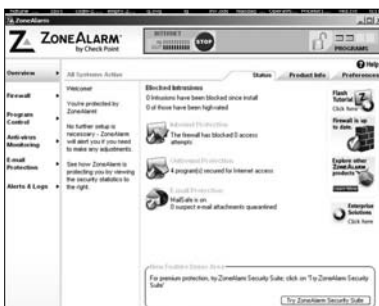 ZONEALARM
by Check Point
INTERNET
STOP
PROGRAMS
Help
Overview
Firewall
Program
Control
Anti-virus
Monitoring
E-mail
Protection
Alerts & Logs
All Systems Active
Status
Product Info
Preferences
Welcome!
You're protected by
ZoneAlarm!
No further setup is
necessary - ZoneAlarm
will alert you if you need
to make any adjustments.
See how ZoneAlarm is
protecting you by viewing
the security statistics to
the right.
Blocked Intrusions
0 Intrusions have been blocked since install
0 of those have been high-rated
Inbound Protection
The firewall has blocked 0 access
attempts
Outbound Protection
4 program(s) secured for Internet access
E-mail Protection
MailSafe is on
0 suspect e-mail attachments quarantined
Flash
Tutorial
Click here
Firewall is up
to date.
Explore other
ZoneAlarm
products
Enterprise
Solutions
Click here
For premium protection, try ZoneAlarm Security Suite; click on 'Try ZoneAlarm Security
Suite'
Try ZoneAlarm Security Suite